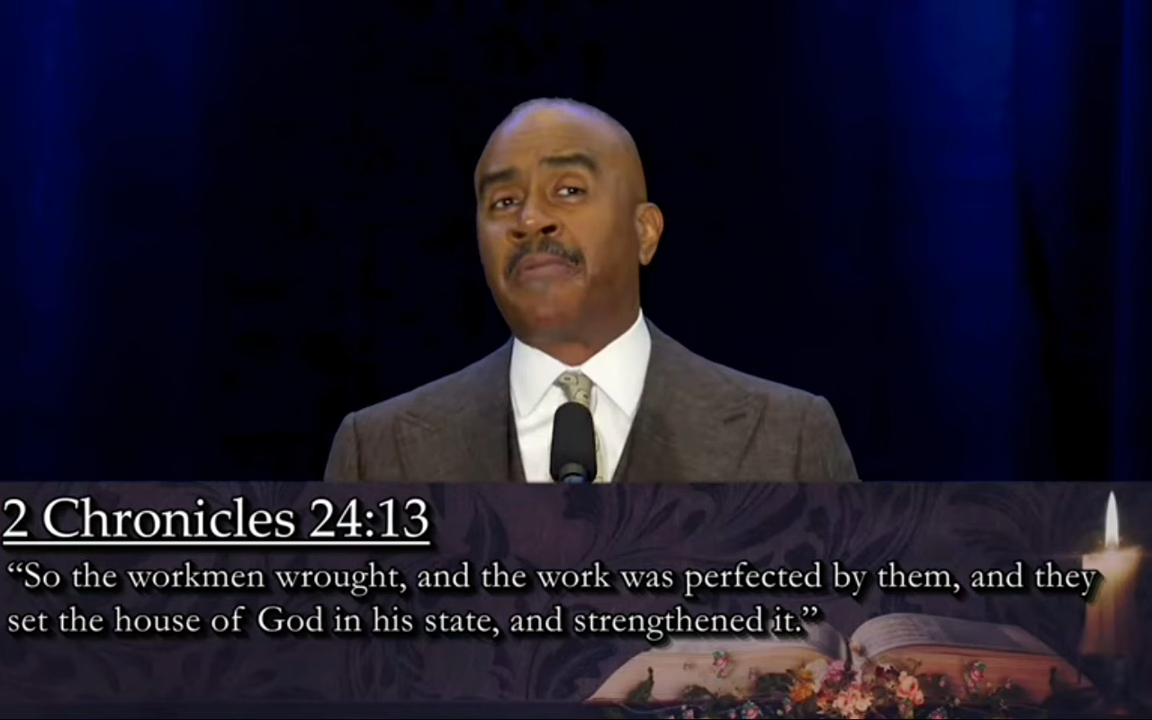 2 Chronicles 24:13
“So the workmen wrought, and the work was perfected by them, and they
set the house of God in his state, and strengthened it.”